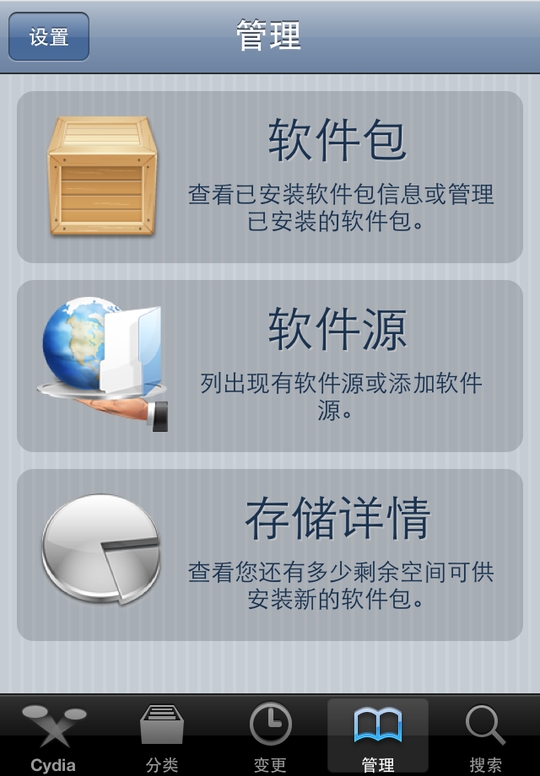 设置
管理
软件包
查看已安装软件包信息或管理
已安装的软件包。
软件源
列出现有软件源或添加软件
源。
存储详情
查看您还有多少剩余空间可供
安装新的软件包。
Cydia
分类
变更
管理
搜索